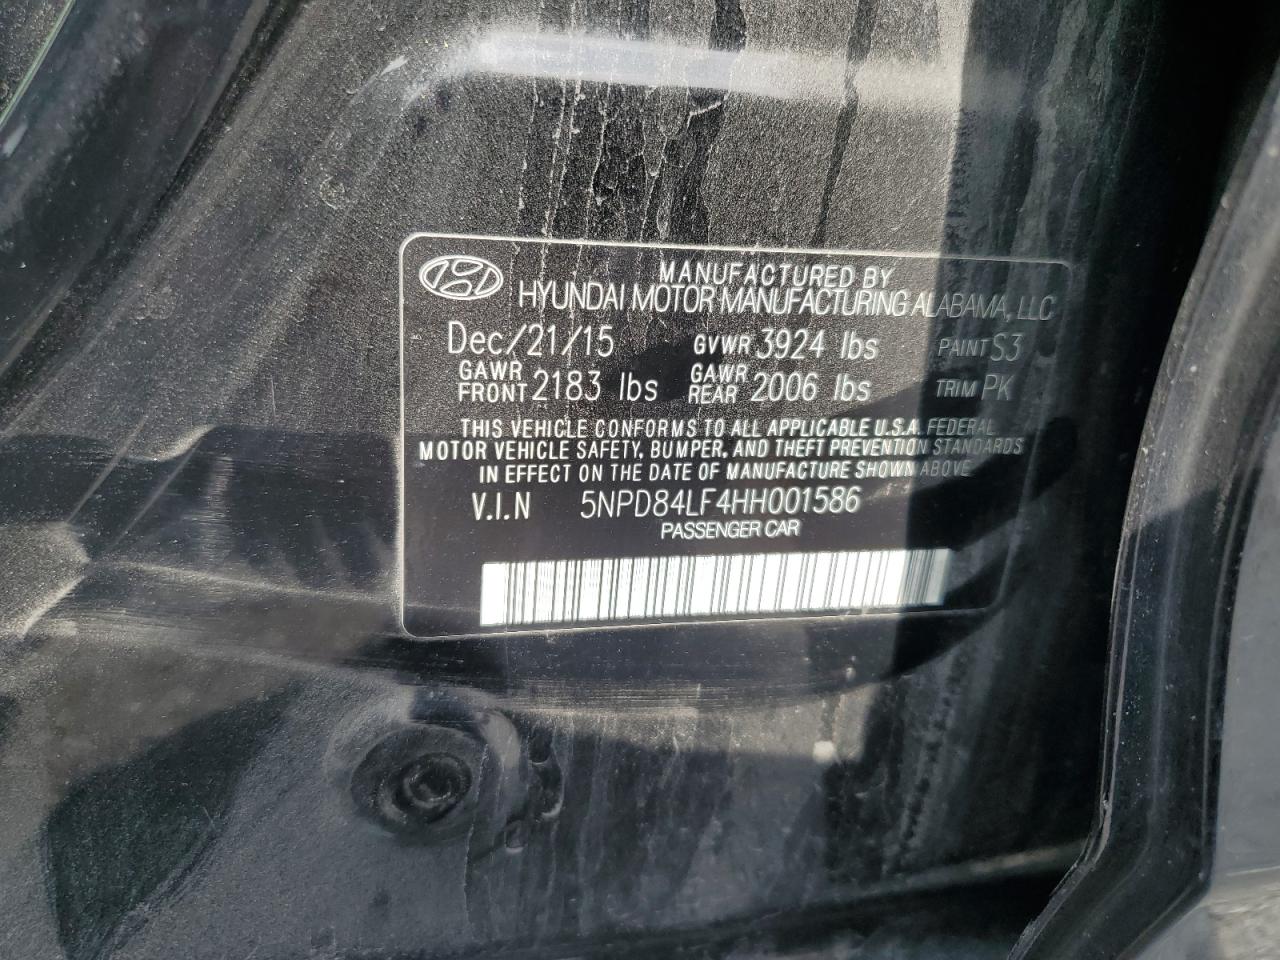 MANUFACTURED BY
HYUNDAI MOTOR MANUFACTURING ALABAMA, LLC
Dec/21/15 GVWR 3924 lbs PAINT S3
GAWR FRONT 2183 lbs GAWR REAR 2006 lbs TRIM PK
THIS VEHICLE CONFORMS TO ALL APPLICABLE U.S.A. FEDERAL
MOTOR VEHICLE SAFETY, BUMPER, AND THEFT PREVENTION STANDARDS
IN EFFECT ON THE DATE OF MANUFACTURE SHOWN ABOVE
V.I.N 5NPD84LF4HH001586
PASSENGER CAR